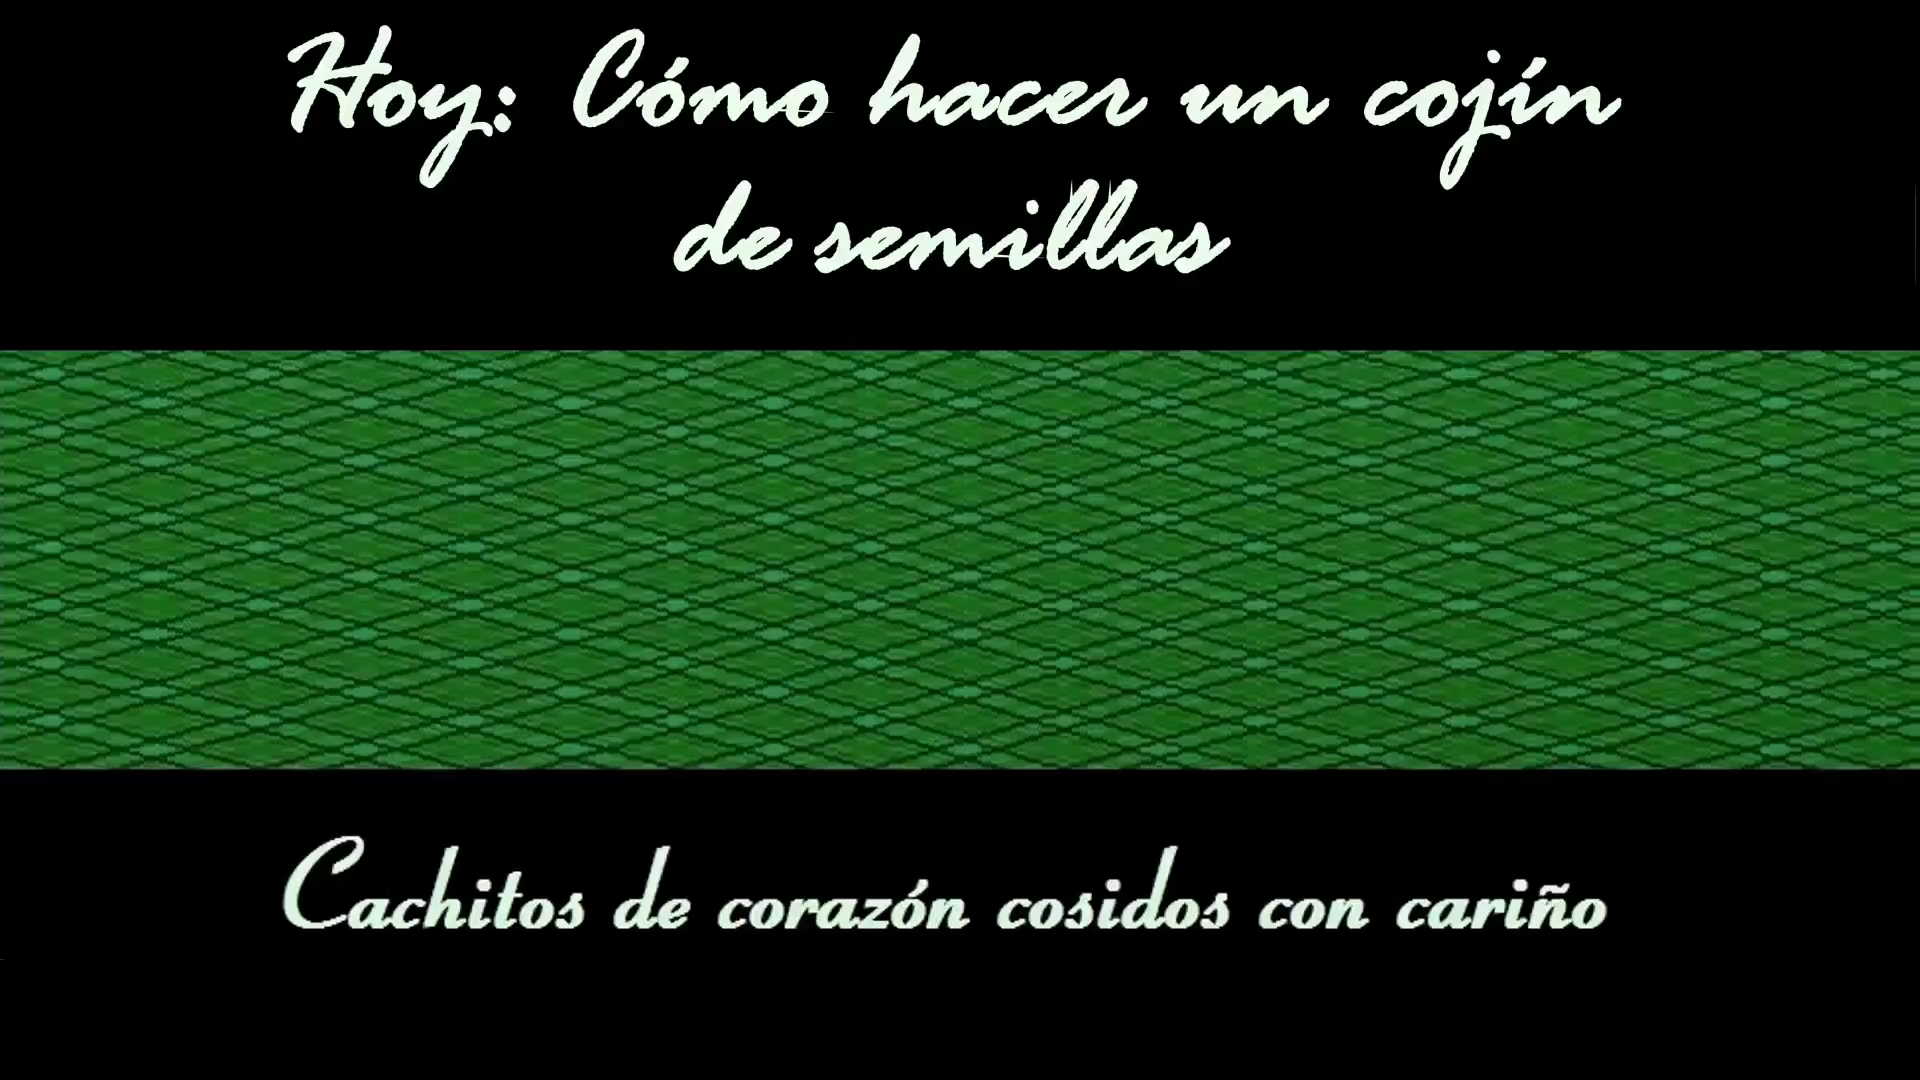 Hoy: Cómo hacer un cojín
de semillas
Cachitos de corazón cosidos con cariño